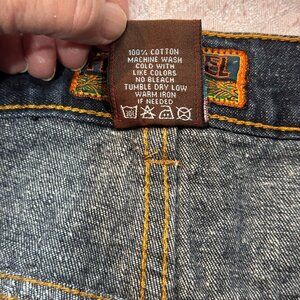 100% COTTON
MACHINE WASH
COLD WITH
LIKE COLORS
NO BLEACH
TUMBLE DRY LOW
WARM IRON
IF NEEDED